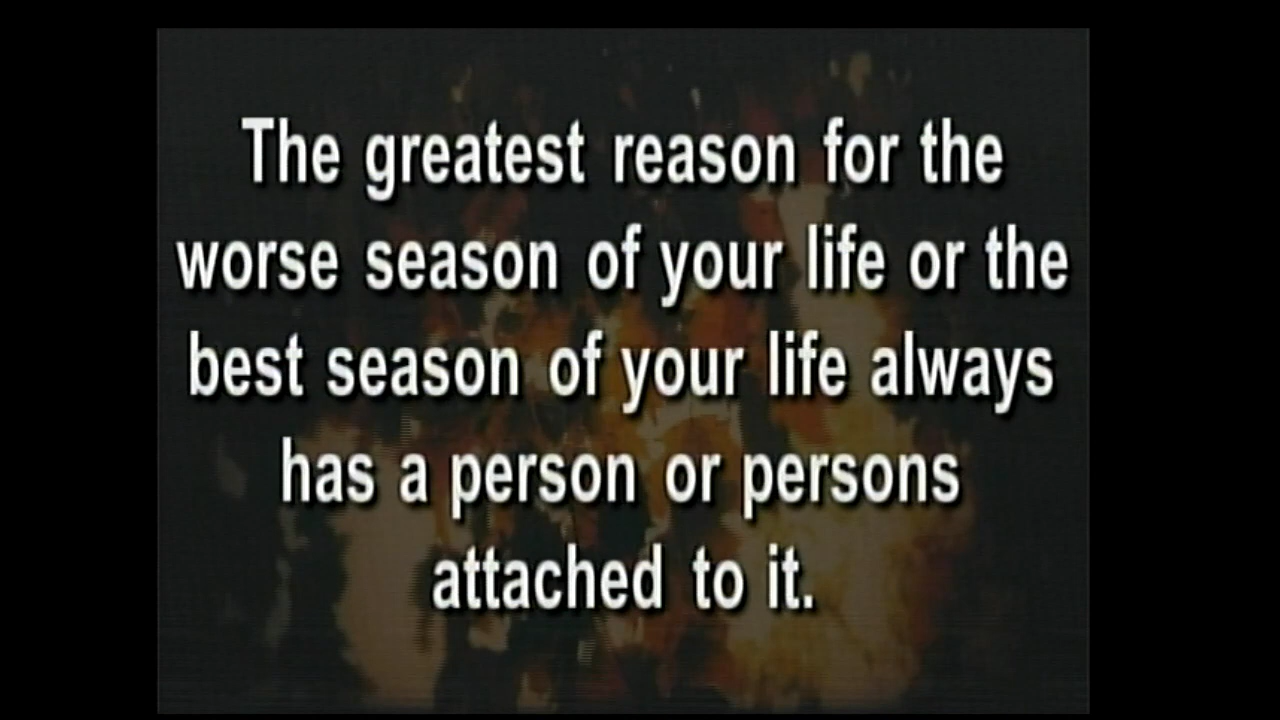 The greatest reason for the
worse season of your life or the
best season of your life always
has a person or persons
attached to it.